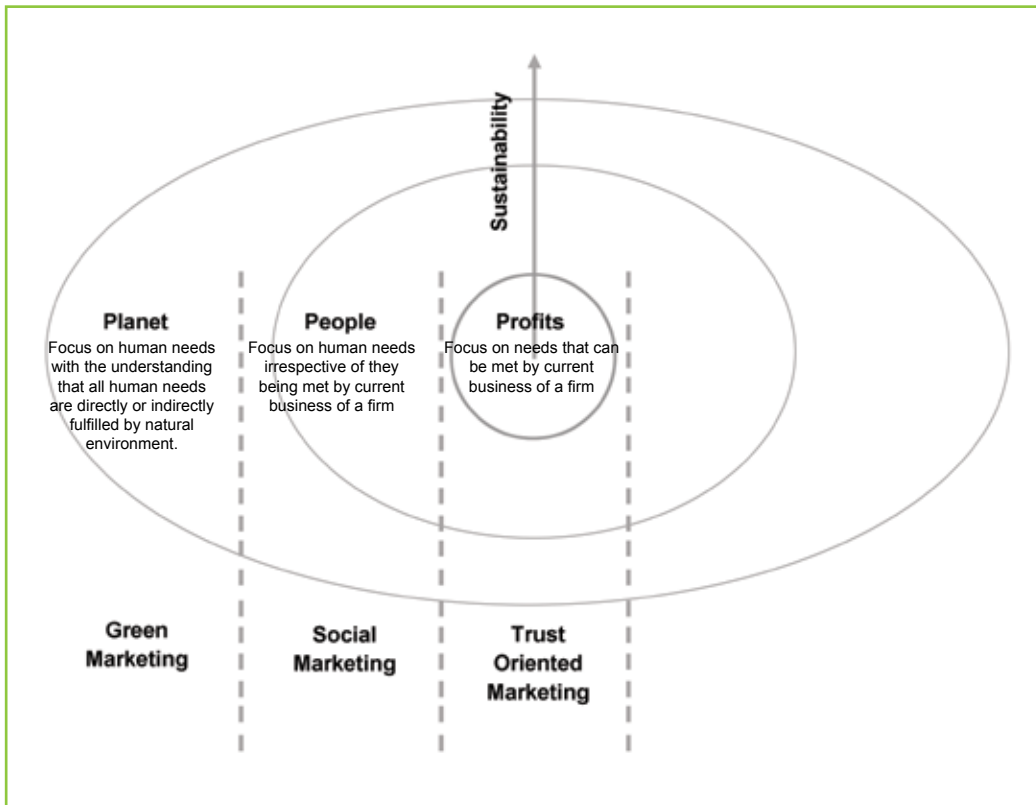 Sustainability
Planet
Focus on human needs
with the understanding
that all human needs
are directly or indirectly
fulfilled by natural
environment.
People
Focus on human needs
irrespective of they
being met by current
business of a firm
Profits
Focus on needs that can
be met by current
business of a firm
Green
Marketing
Social
Marketing
Trust
Oriented
Marketing